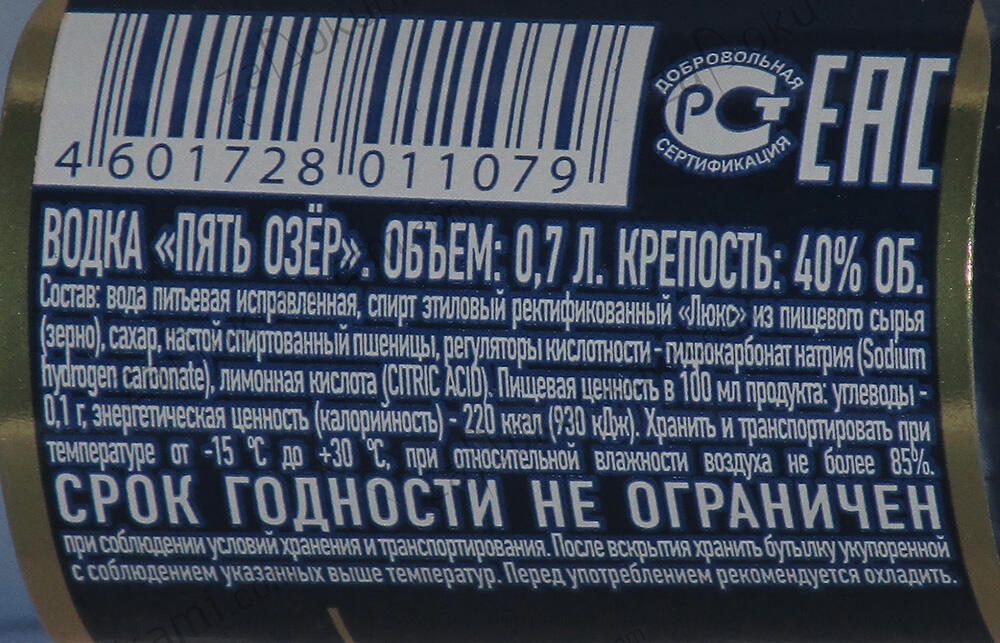 4 601728 011079
ДОБРОВОЛЬНАЯ
РСТ
СЕРТИФИКАЦИЯ
ЕАС
ВОДКА «ПЯТЬ ОЗЁР». ОБЪЕМ: 0,7 Л. КРЕПОСТЬ: 40% ОБ.
Состав: вода питьевая исправленная, спирт этиловый ректификованный «Люкс» из пищевого сырья
(зерно), сахар, настой спиртованный пшеницы, регуляторы кислотности - гидрокарбонат натрия (Sodium
hydrogen carbonate), лимонная кислота (CITRIC ACID). Пищевая ценность в 100 мл продукта: углеводы -
0,1 г, энергетическая ценность (калорийность) - 220 ккал (930 кДж). Хранить и транспортировать при
температуре от -15 °С до +30 °С, при относительной влажности воздуха не более 85%.
СРОК ГОДНОСТИ НЕ ОГРАНИЧЕН
при соблюдении условий хранения и транспортирования. После вскрытия хранить бутылку укупоренной
с соблюдением указанных выше температур. Перед употреблением рекомендуется охладить.